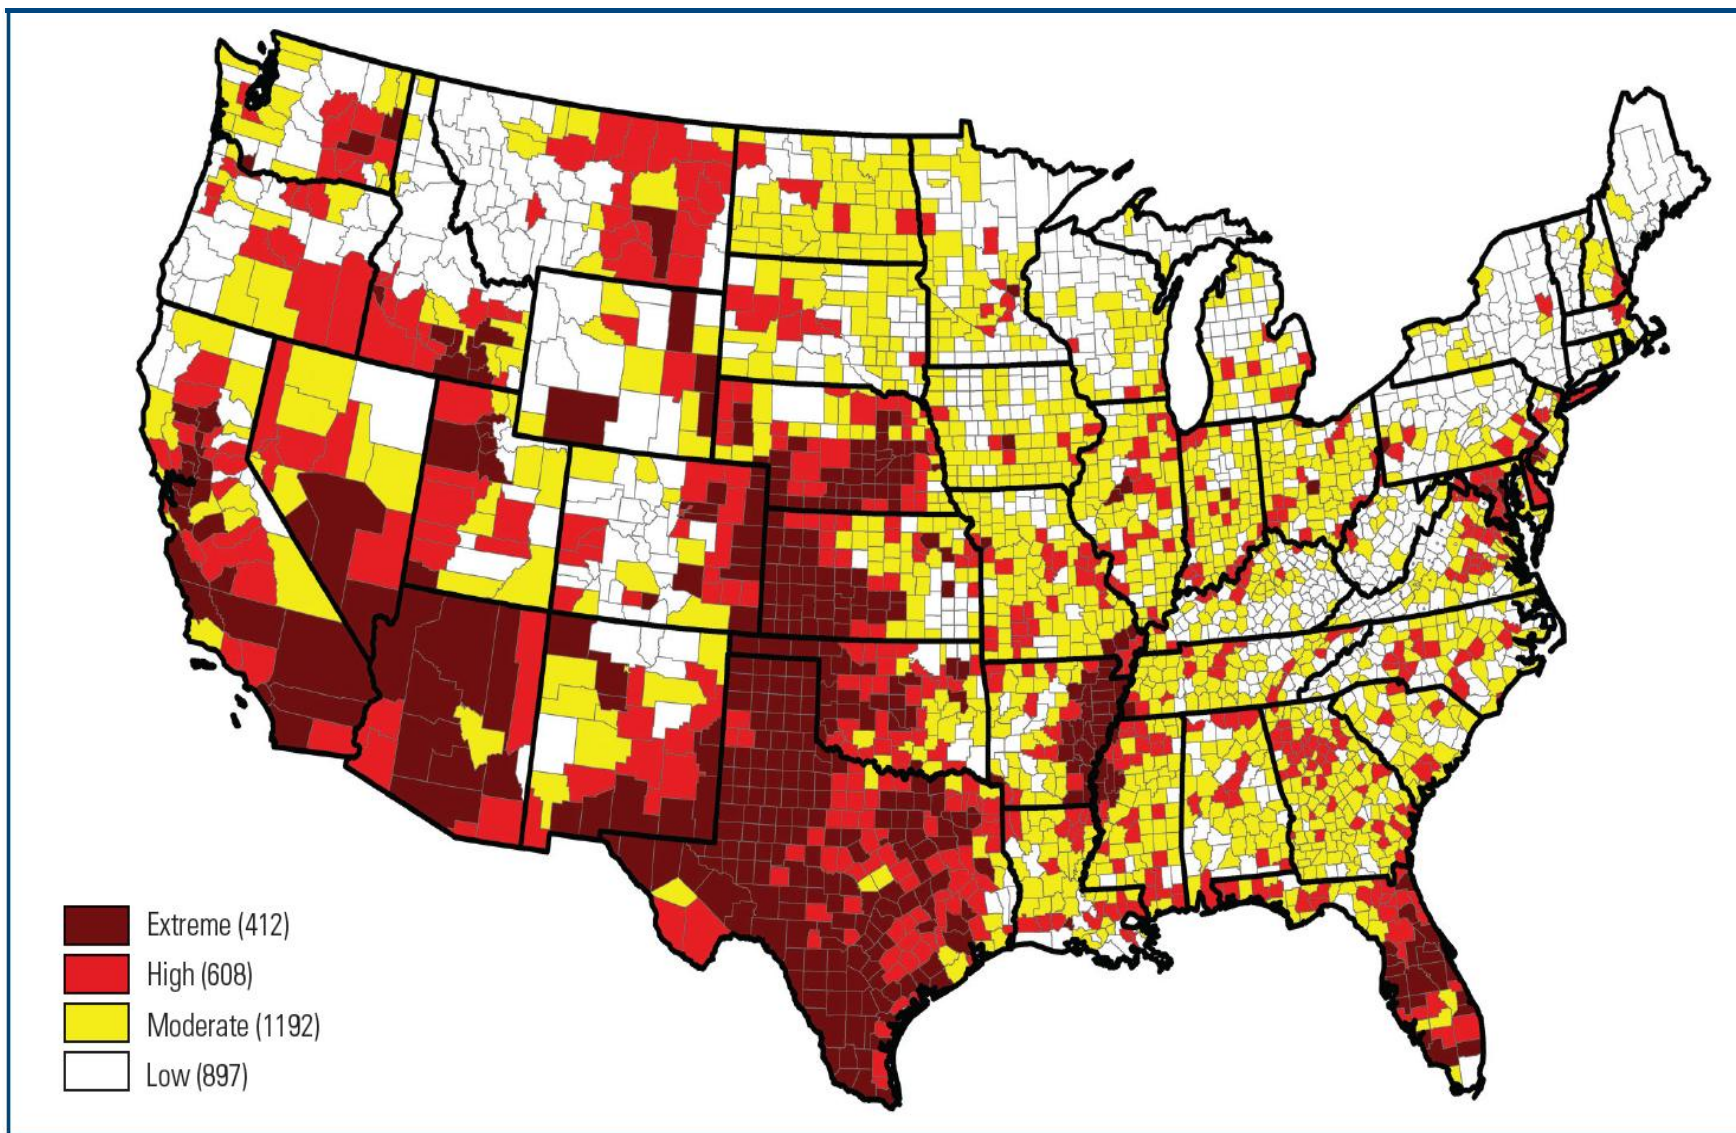 Extreme (412)
High (608)
Moderate (1192)
Low (897)